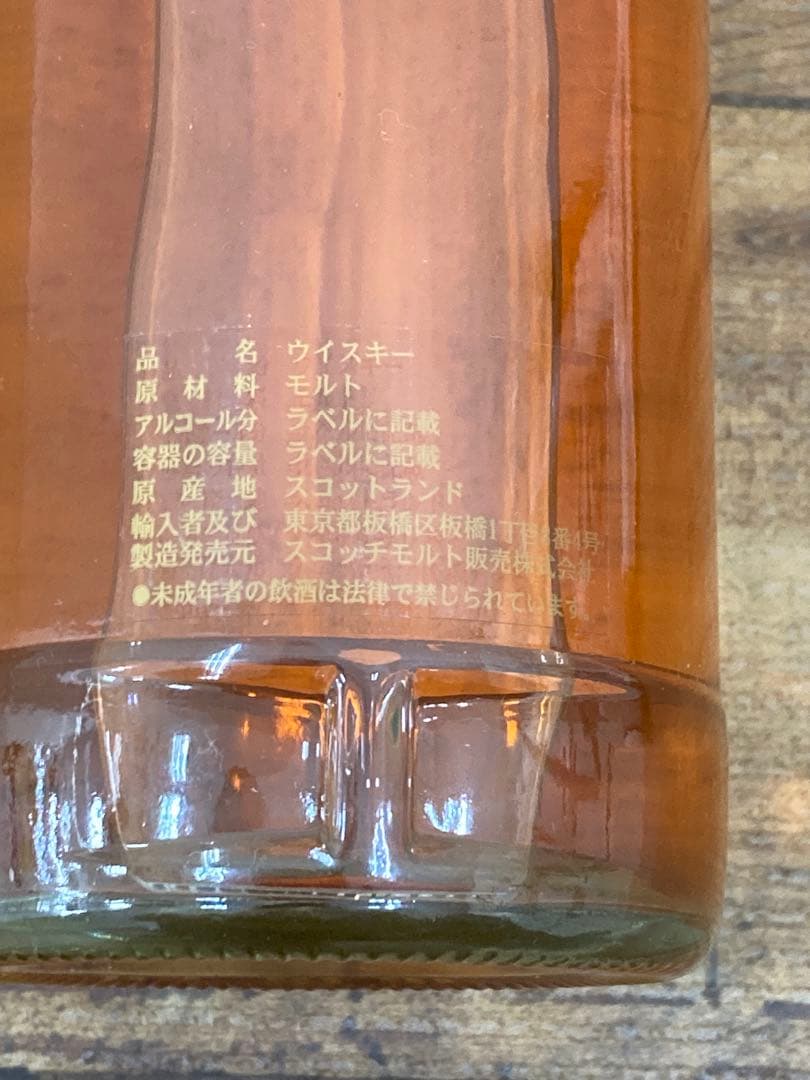 品名 ウイスキー
原材料 モルト
アルコール分 ラベルに記載
容器の容量 ラベルに記載
原産地 スコットランド
輸入者及び 東京都板橋区板橋1丁目8番4号
製造発売元 スコッチモルト販売株式会社
●未成年者の飲酒は法律で禁じられています。